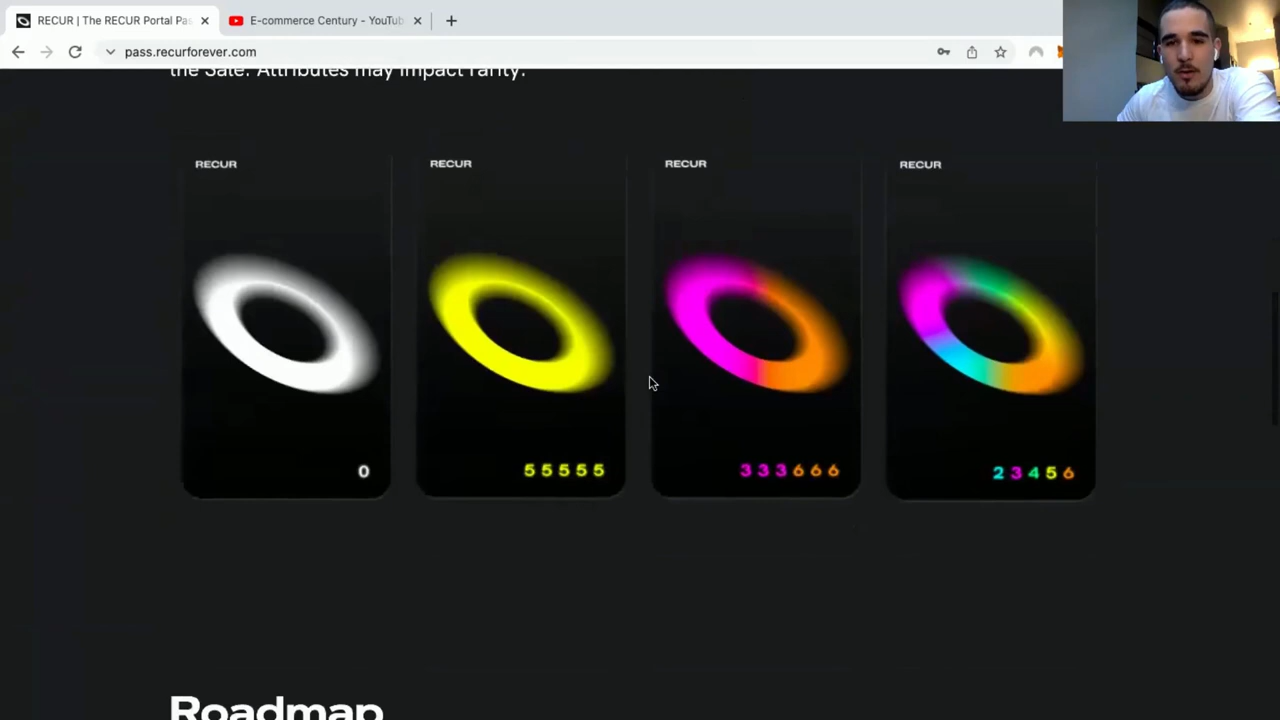 RECUR | The RECUR Portal Pas
E-commerce Century - YouTub
pass.recurforever.com
the Sale. Attributes may impact rarity.
RECUR
RECUR
RECUR
RECUR
0
55555
333666
23456
Roadmap